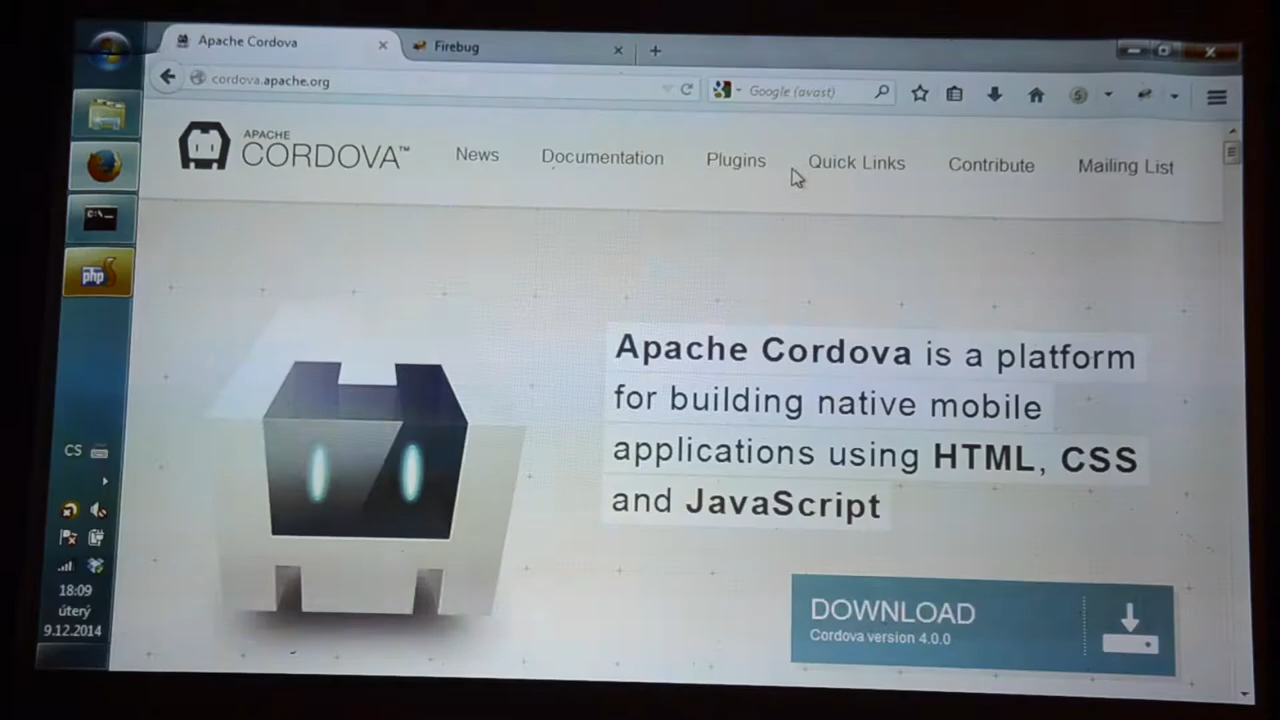 Apache Cordova
Firebug
cordova.apache.org
Google (avast)
APACHE
CORDOVA™
News
Documentation
Plugins
Quick Links
Contribute
Mailing List
C:\
php
Apache Cordova is a platform
for building native mobile
applications using HTML, CSS
and JavaScript
DOWNLOAD
Cordova version 4.0.0
CS
18:09
úterý
9.12.2014